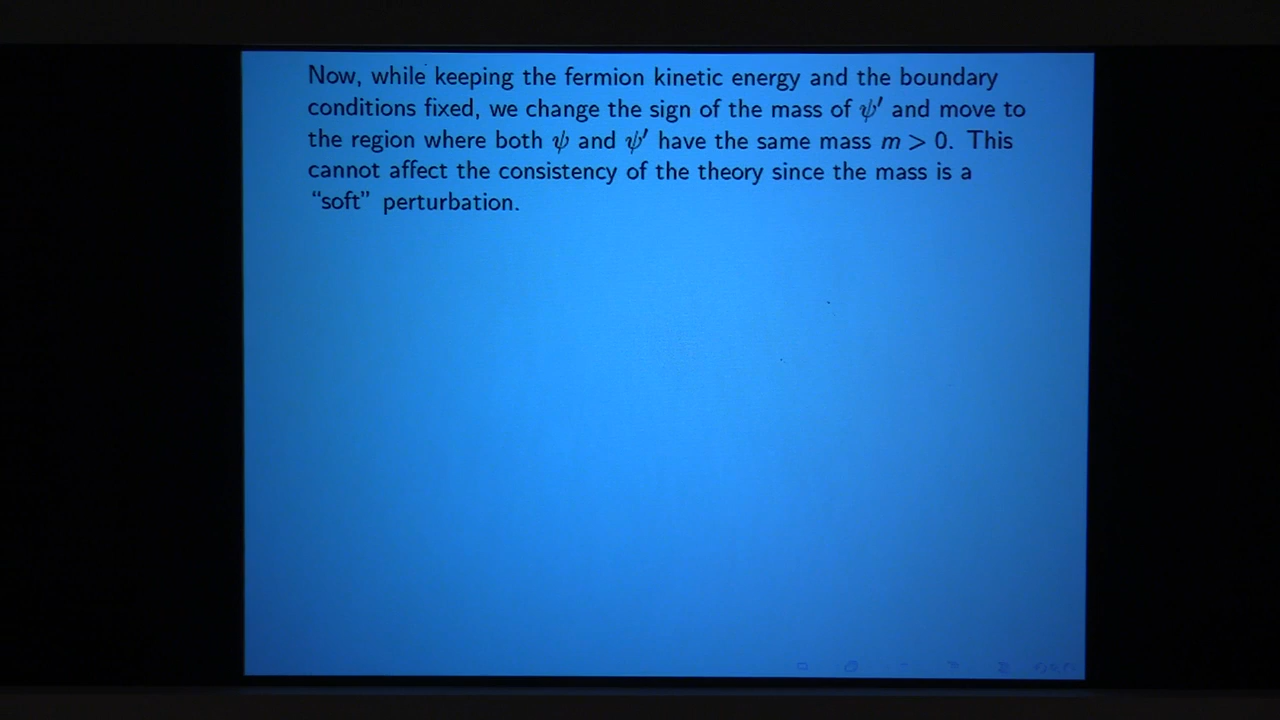 Now, while keeping the fermion kinetic energy and the boundary
conditions fixed, we change the sign of the mass of ψ′ and move to
the region where both ψ and ψ′ have the same mass m > 0. This
cannot affect the consistency of the theory since the mass is a
“soft” perturbation.